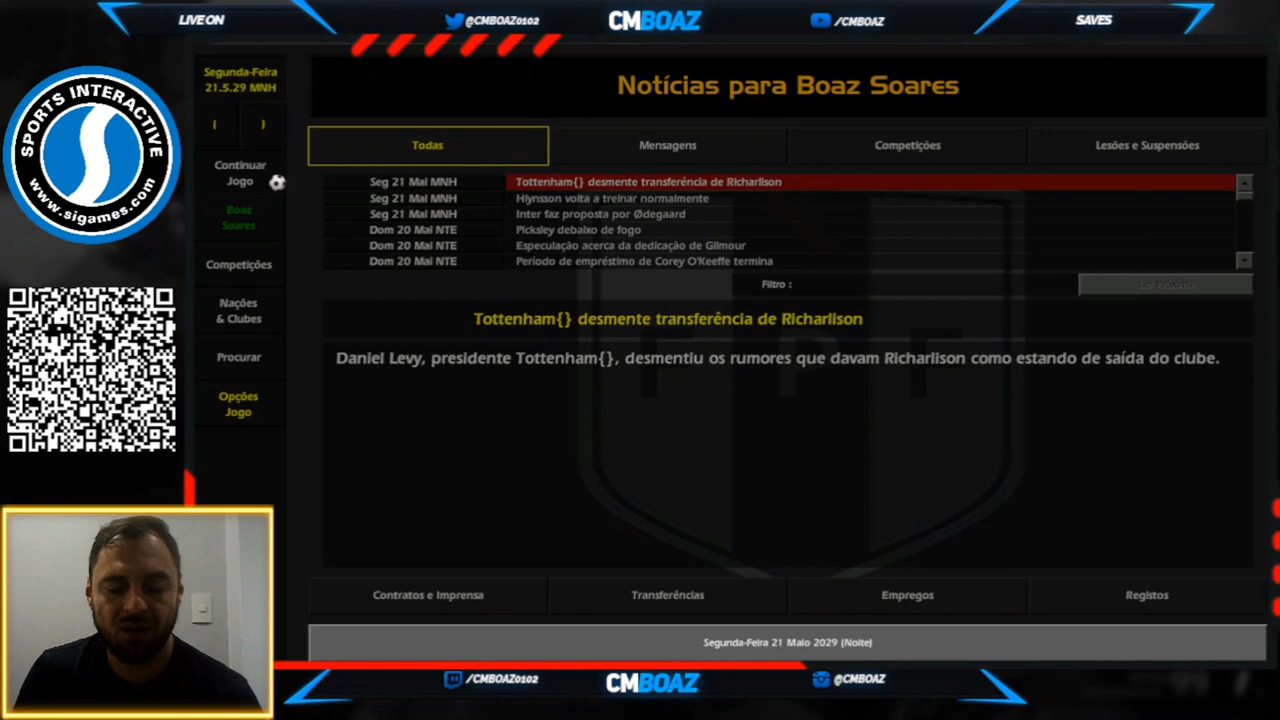 LIVE ON
@CMBOAZ0102
CMBOAZ
/CMBOAZ
SAVES
SPORTS INTERACTIVE
www.sigames.com
Segunda-Feira
21.5.29 MNH
Continuar
Jogo
Boaz
Soares
Competições
Nações
& Clubes
Procurar
Opções
Jogo
Notícias para Boaz Soares
Todas
Mensagens
Competições
Lesões e Suspensões
Seg 21 Mai MNH Tottenham{} desmente transferência de Richarlison
Seg 21 Mai MNH Hlynsson volta a treinar normalmente
Seg 21 Mai MNH Inter faz proposta por Ødegaard
Dom 20 Mai NTE Picksley debaixo de fogo
Dom 20 Mai NTE Especulação acerca da dedicação de Gilmour
Dom 20 Mai NTE Período de empréstimo de Corey O'Keeffe termina
Filtro :
Ler Próxima
Tottenham{} desmente transferência de Richarlison
Daniel Levy, presidente Tottenham{}, desmentiu os rumores que davam Richarlison como estando de saída do clube.
FPF
Contratos e Imprensa
Transferências
Empregos
Registos
Segunda-Feira 21 Maio 2029 (Noite)
/CMBOAZ0102
CMBOAZ
@CMBOAZ